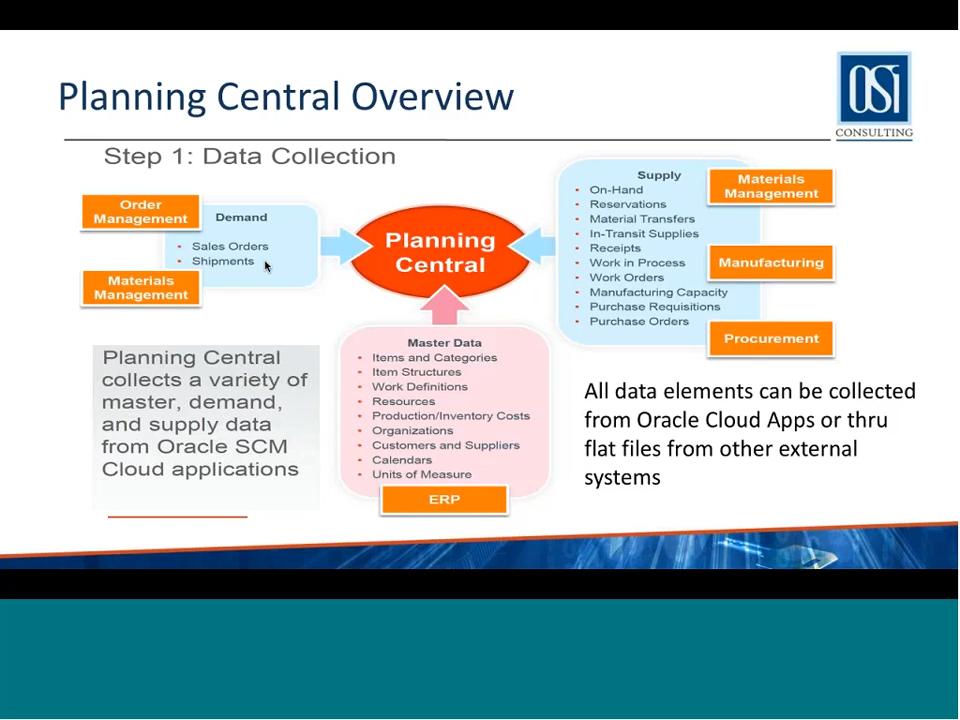 Planning Central Overview
OSi
CONSULTING
Step 1: Data Collection
Order
Management
Demand
Sales Orders
Shipments
Materials
Management
Planning
Central
Supply
On-Hand
Reservations
Material Transfers
In-Transit Supplies
Receipts
Work in Process
Work Orders
Manufacturing Capacity
Purchase Requisitions
Purchase Orders
Materials
Management
Manufacturing
Procurement
Master Data
Items and Categories
Item Structures
Work Definitions
Resources
Production/Inventory Costs
Organizations
Customers and Suppliers
Calendars
Units of Measure
ERP
Planning Central
collects a variety of
master, demand,
and supply data
from Oracle SCM
Cloud applications
All data elements can be collected
from Oracle Cloud Apps or thru
flat files from other external
systems